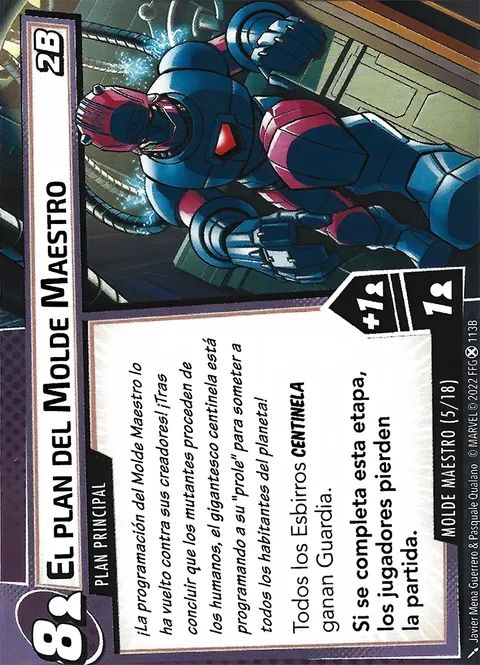 8
EL PLAN DEL MOLDE MAESTRO
2B
PLAN PRINCIPAL
¡La programación del Molde Maestro lo
ha vuelto contra sus creadores! ¡Tras
concluir que los mutantes proceden de
los humanos, el gigantesco centinela está
programando a su "prole" para someter a
todos los habitantes del planeta!
Todos los Esbirros CENTINELA
ganan Guardia.
Si se completa esta etapa,
los jugadores pierden
la partida.
+1
1
MOLDE MAESTRO (5/18)
Javier Mena Guerrero & Pasquale Qualano © MARVEL © 2022 FFG 113B